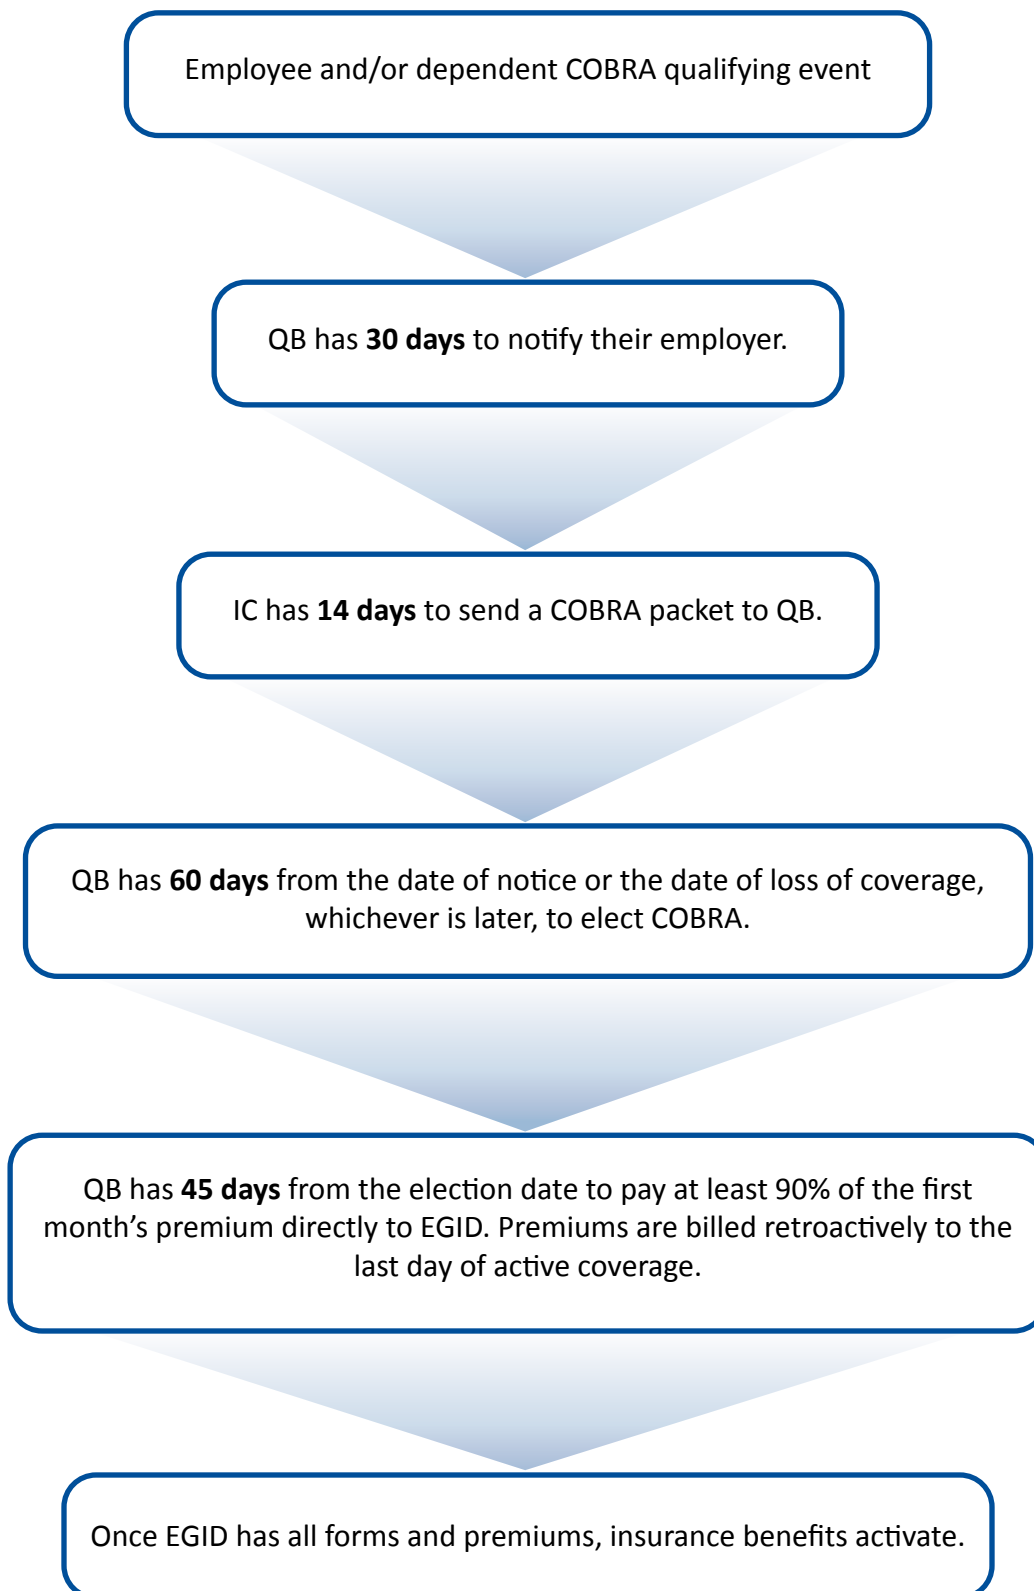 Employee and/or dependent COBRA qualifying event
QB has 30 days to notify their employer.
IC has 14 days to send a COBRA packet to QB.
QB has 60 days from the date of notice or the date of loss of coverage,
whichever is later, to elect COBRA.
QB has 45 days from the election date to pay at least 90% of the first
month’s premium directly to EGID. Premiums are billed retroactively to the
last day of active coverage.
Once EGID has all forms and premiums, insurance benefits activate.